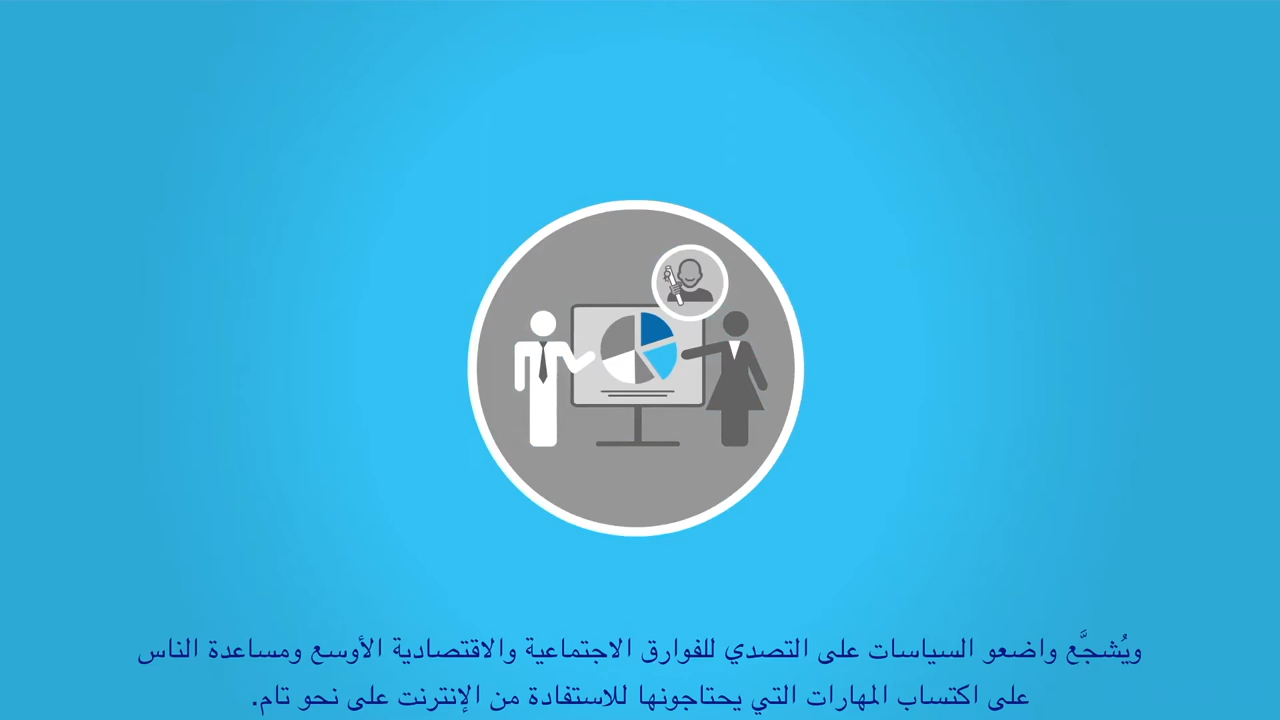 ويُشجَّع واضعو السياسات على التصدي للفوارق الاجتماعية والاقتصادية الأوسع ومساعدة الناس
على اكتساب المهارات التي يحتاجونها للاستفادة من الإنترنت على نحو تام.